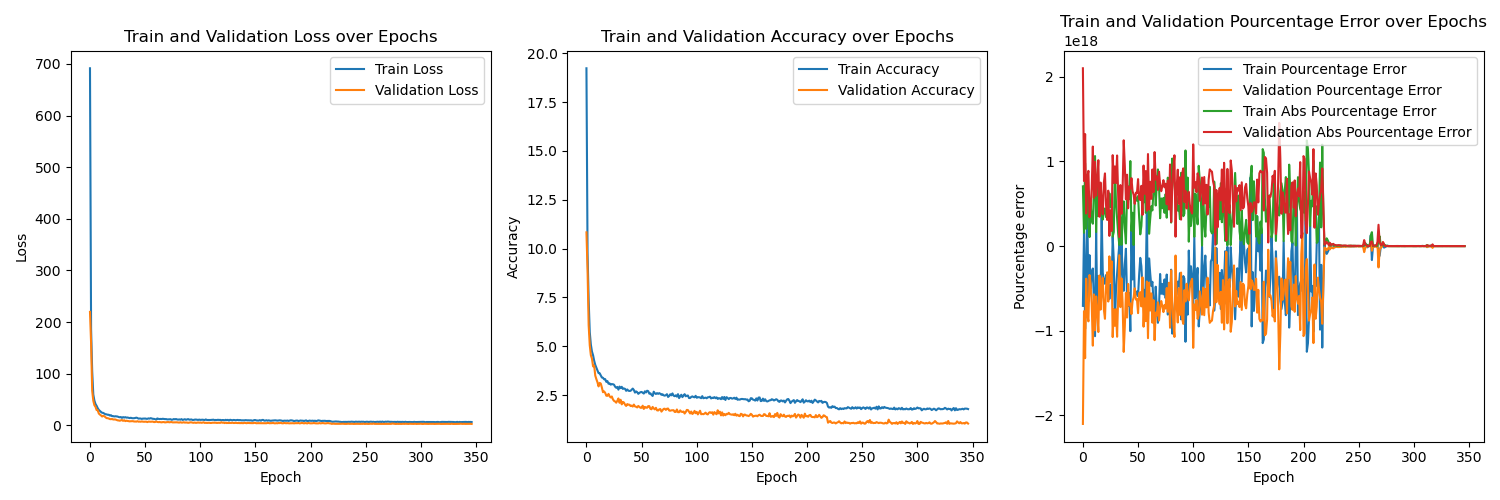 Train and Validation Loss over Epochs
Loss
700
600
500
400
300
200
100
0
0 50 100 150 200 250 300 350
Epoch
Train Loss
Validation Loss
Train and Validation Accuracy over Epochs
Accuracy
20.0
17.5
15.0
12.5
10.0
7.5
5.0
2.5
0 50 100 150 200 250 300 350
Epoch
Train Accuracy
Validation Accuracy
Train and Validation Pourcentage Error over Epochs
1e18
Pourcentage error
2
1
0
−1
−2
0 50 100 150 200 250 300 350
Epoch
Train Pourcentage Error
Validation Pourcentage Error
Train Abs Pourcentage Error
Validation Abs Pourcentage Error